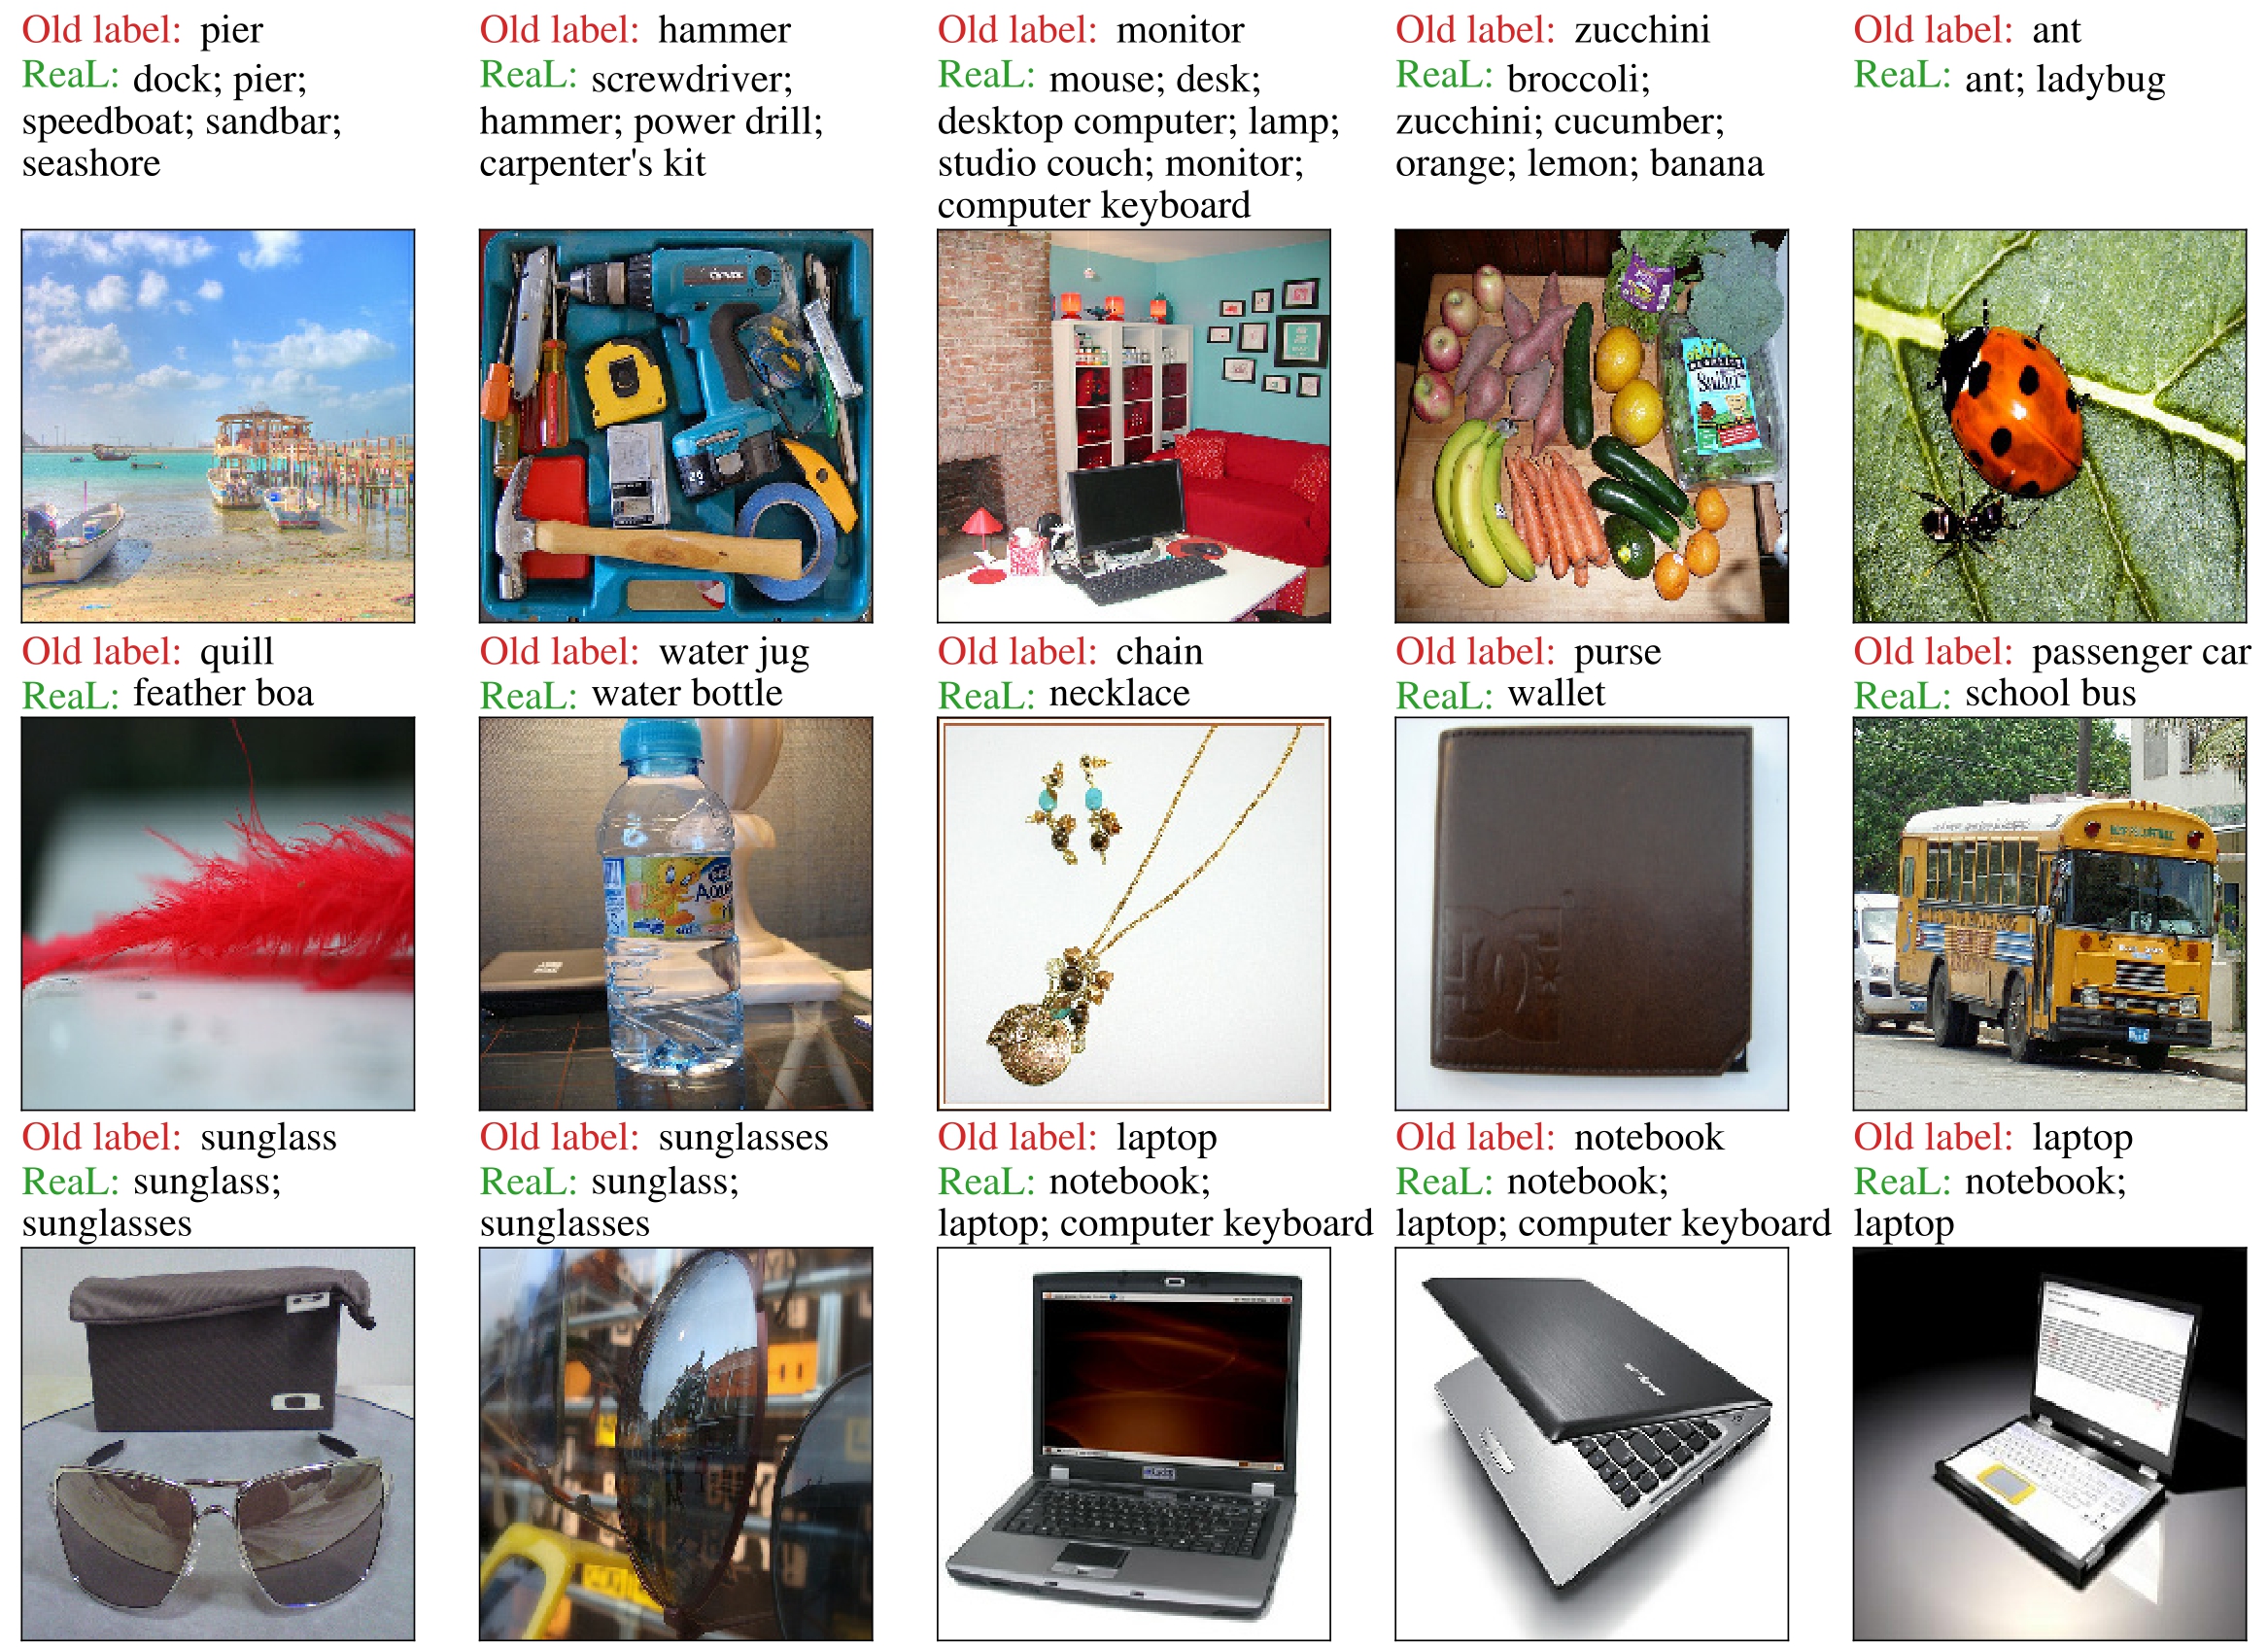 Old label: pier
ReaL: dock; pier;
speedboat; sandbar;
seashore
Old label: hammer
ReaL: screwdriver;
hammer; power drill;
carpenter's kit
Old label: monitor
ReaL: mouse; desk;
desktop computer; lamp;
studio couch; monitor;
computer keyboard
Old label: zucchini
ReaL: broccoli;
zucchini; cucumber;
orange; lemon; banana
Old label: ant
ReaL: ant; ladybug
Old label: quill
ReaL: feather boa
Old label: water jug
ReaL: water bottle
Old label: chain
ReaL: necklace
Old label: purse
ReaL: wallet
Old label: passenger car
ReaL: school bus
Old label: sunglass
ReaL: sunglass;
sunglasses
Old label: sunglasses
ReaL: sunglass;
sunglasses
Old label: laptop
ReaL: notebook;
laptop; computer keyboard
Old label: notebook
ReaL: notebook;
laptop; computer keyboard
Old label: laptop
ReaL: notebook;
laptop